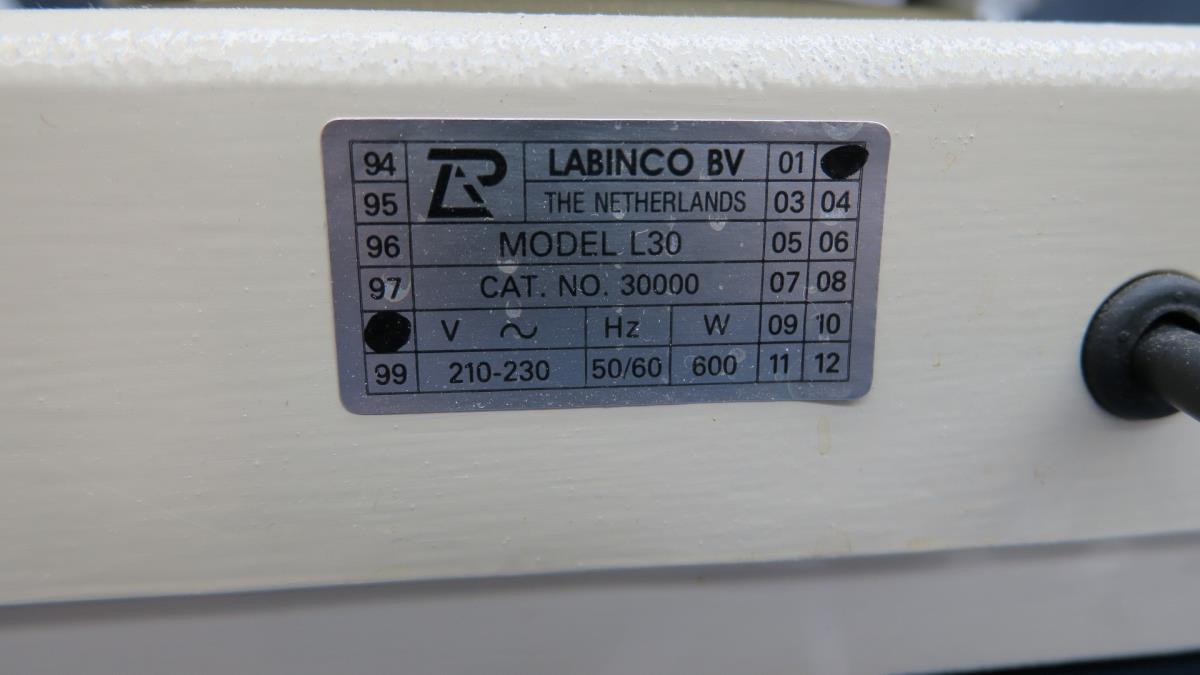 94 LABINCO BV 01
95 THE NETHERLANDS 03 04
96 MODEL L30 05 06
97 CAT. NO. 30000 07 08
V ~ Hz W 09 10
99 210-230 50/60 600 11 12